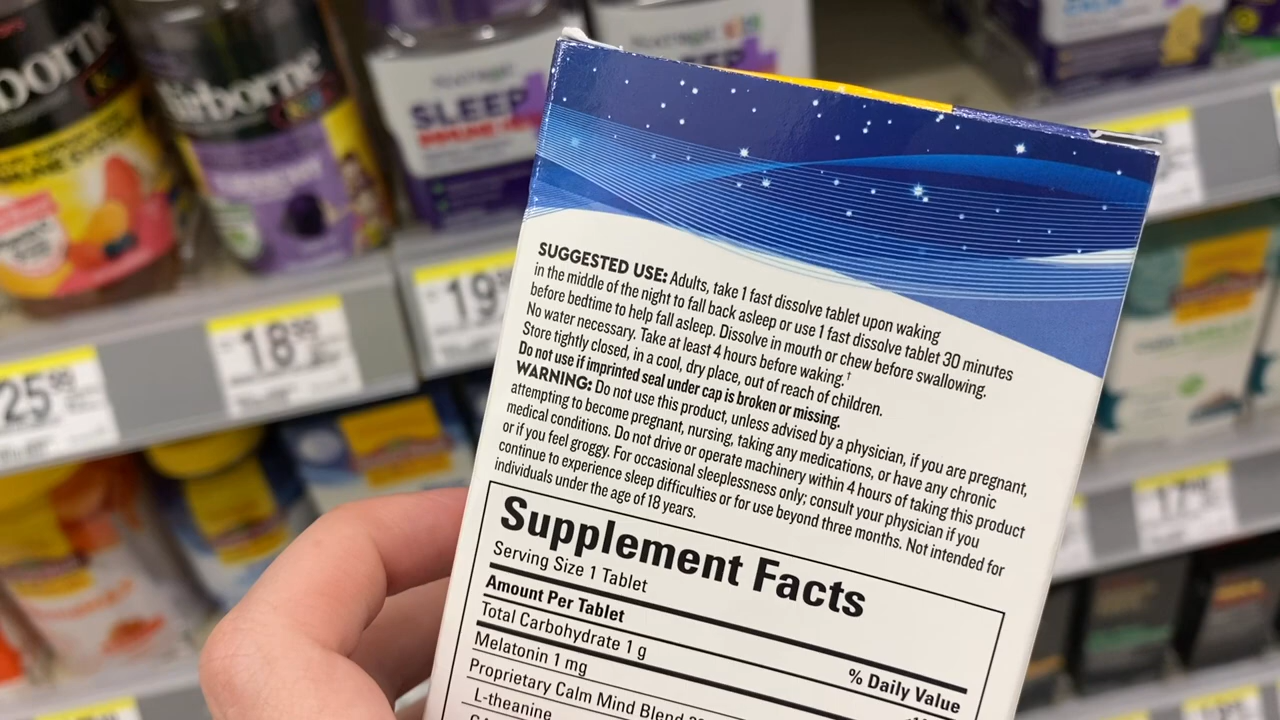 borne
airborne
SLEEP
SLEEP
25
18
19
17
SUGGESTED USE: Adults, take 1 fast dissolve tablet upon waking
in the middle of the night to fall back asleep or use 1 fast dissolve tablet 30 minutes
before bedtime to help fall asleep. Dissolve in mouth or chew before swallowing.
No water necessary. Take at least 4 hours before waking.†
Store tightly closed, in a cool, dry place, out of reach of children.
Do not use if imprinted seal under cap is broken or missing.
WARNING: Do not use this product, unless advised by a physician, if you are pregnant,
attempting to become pregnant, nursing, taking any medications, or have any chronic
medical conditions. Do not drive or operate machinery within 4 hours of taking this product
or if you feel groggy. For occasional sleeplessness only; consult your physician if you
continue to experience sleep difficulties or for use beyond three months. Not intended for
individuals under the age of 18 years.
Supplement Facts
Serving Size 1 Tablet
Amount Per Tablet
% Daily Value
Total Carbohydrate 1 g
Melatonin 1 mg
Proprietary Calm Mind Blend
L-theanine